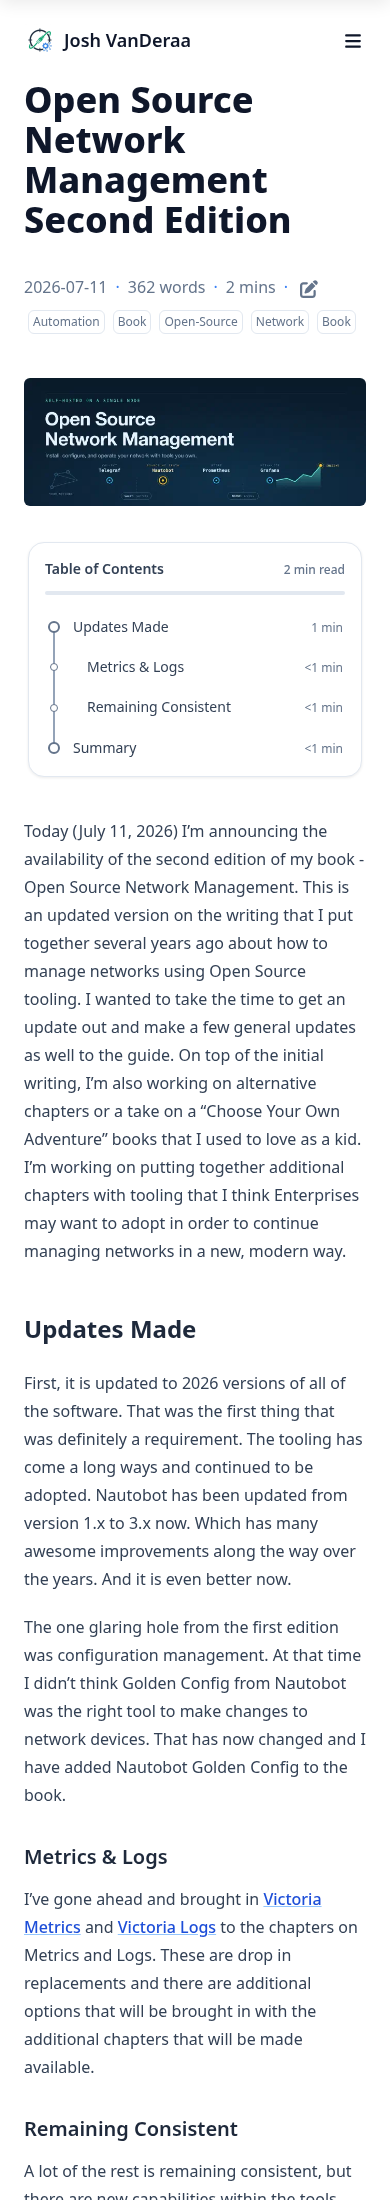 Josh VanDeraa
Open Source
Network
Management
Second Edition
2026-07-11 · 362 words · 2 mins ·
Automation Book Open-Source Network Book
SELF-HOSTED ON A SINGLE NODE
Open Source
Network Management
Install, configure, and operate your network with tools you own.
Telegraf Nautobot Prometheus Grafana
Table of Contents 2 min read
Updates Made 1 min
Metrics & Logs <1 min
Remaining Consistent <1 min
Summary <1 min
Today (July 11, 2026) I’m announcing the
availability of the second edition of my book -
Open Source Network Management. This is
an updated version on the writing that I put
together several years ago about how to
manage networks using Open Source
tooling. I wanted to take the time to get an
update out and make a few general updates
as well to the guide. On top of the initial
writing, I’m also working on alternative
chapters or a take on a “Choose Your Own
Adventure” books that I used to love as a kid.
I’m working on putting together additional
chapters with tooling that I think Enterprises
may want to adopt in order to continue
managing networks in a new, modern way.
Updates Made
First, it is updated to 2026 versions of all of
the software. That was the first thing that
was definitely a requirement. The tooling has
come a long ways and continued to be
adopted. Nautobot has been updated from
version 1.x to 3.x now. Which has many
awesome improvements along the way over
the years. And it is even better now.
The one glaring hole from the first edition
was configuration management. At that time
I didn’t think Golden Config from Nautobot
was the right tool to make changes to
network devices. That has now changed and I
have added Nautobot Golden Config to the
book.
Metrics & Logs
I’ve gone ahead and brought in Victoria
Metrics and Victoria Logs to the chapters on
Metrics and Logs. These are drop in
replacements and there are additional
options that will be brought in with the
additional chapters that will be made
available.
Remaining Consistent
A lot of the rest is remaining consistent, but
there are new capabilities within the tools